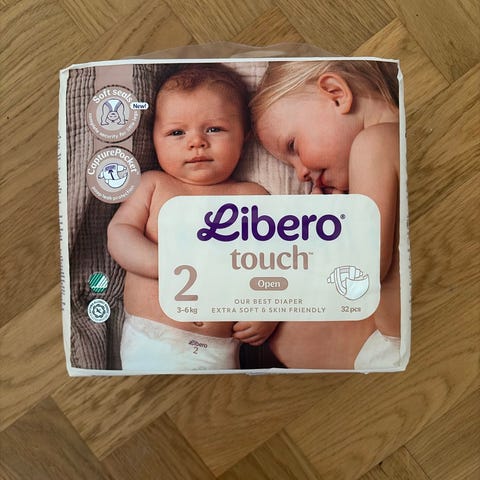 Soft seals
New!
CapturePocket
Libero®
touch™
Open
2
3-6 kg
OUR BEST DIAPER
EXTRA SOFT & SKIN FRIENDLY
32 pcs
Libero
2